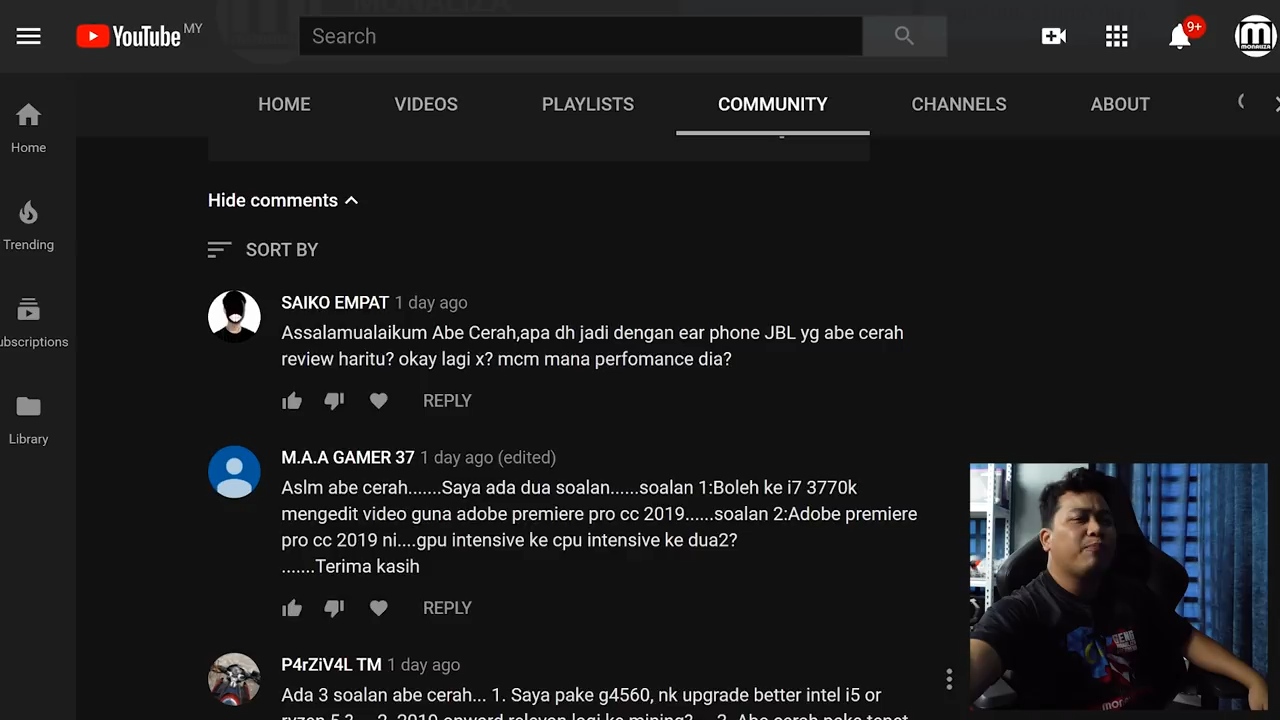 YouTube MY
Search
9+
MONALIZA
HOME
VIDEOS
PLAYLISTS
COMMUNITY
CHANNELS
ABOUT
Home
Trending
ubscriptions
Library
Hide comments
SORT BY
SAIKO EMPAT 1 day ago
Assalamualaikum Abe Cerah,apa dh jadi dengan ear phone JBL yg abe cerah
review haritu? okay lagi x? mcm mana perfomance dia?
REPLY
M.A.A GAMER 37 1 day ago (edited)
Aslm abe cerah.......Saya ada dua soalan......soalan 1:Boleh ke i7 3770k
mengedit video guna adobe premiere pro cc 2019......soalan 2:Adobe premiere
pro cc 2019 ni....gpu intensive ke cpu intensive ke dua2?
.......Terima kasih
REPLY
P4rZiV4L TM 1 day ago
Ada 3 soalan abe cerah... 1. Saya pake g4560, nk upgrade better intel i5 or
ryzen 5 ? ... 2. 2019 onward relevan lagi ke mining? ... 3. Abe cerah pake tapet
GENG